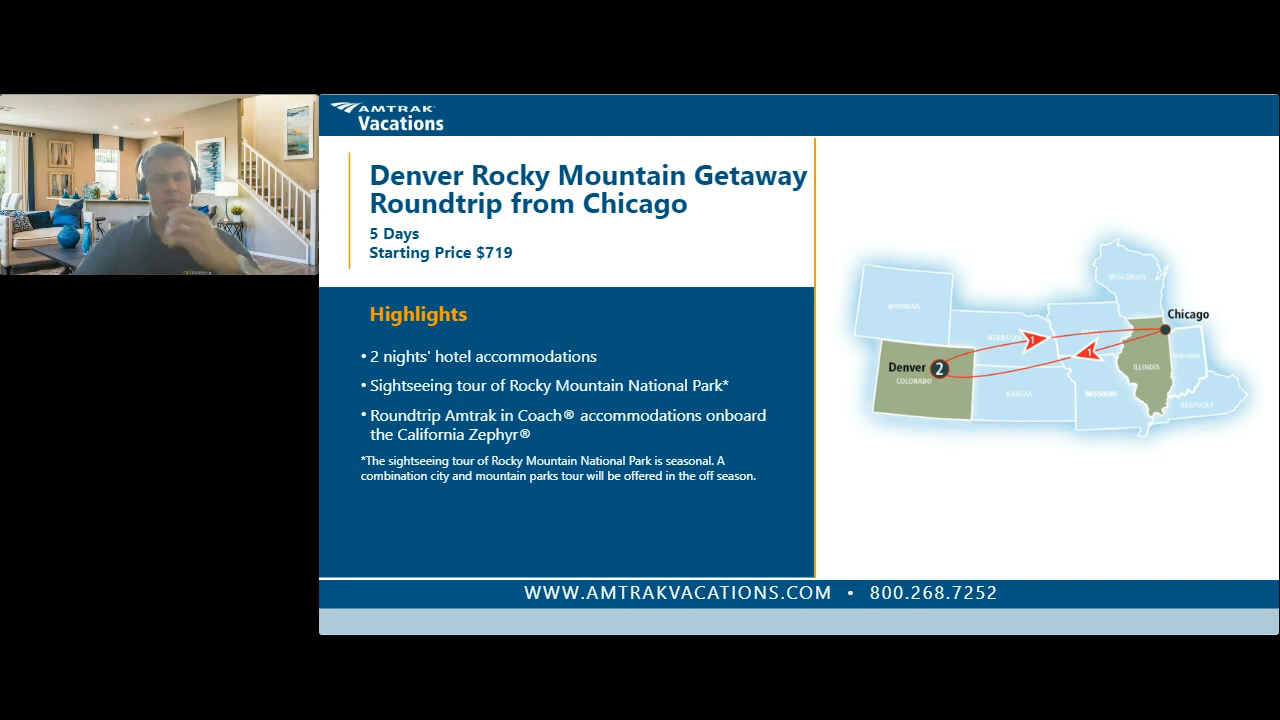 AMTRAK
Vacations
Denver Rocky Mountain Getaway
Roundtrip from Chicago
5 Days
Starting Price $719
Highlights
• 2 nights' hotel accommodations
• Sightseeing tour of Rocky Mountain National Park*
• Roundtrip Amtrak in Coach® accommodations onboard
the California Zephyr®
*The sightseeing tour of Rocky Mountain National Park is seasonal. A
combination city and mountain parks tour will be offered in the off season.
WISCONSIN
WYOMING
Chicago
NEBRASKA
1
1
INDIANA
Denver 2
ILLINOIS
COLORADO
KANSAS
MISSOURI
KENTUCKY
WWW.AMTRAKVACATIONS.COM • 800.268.7252